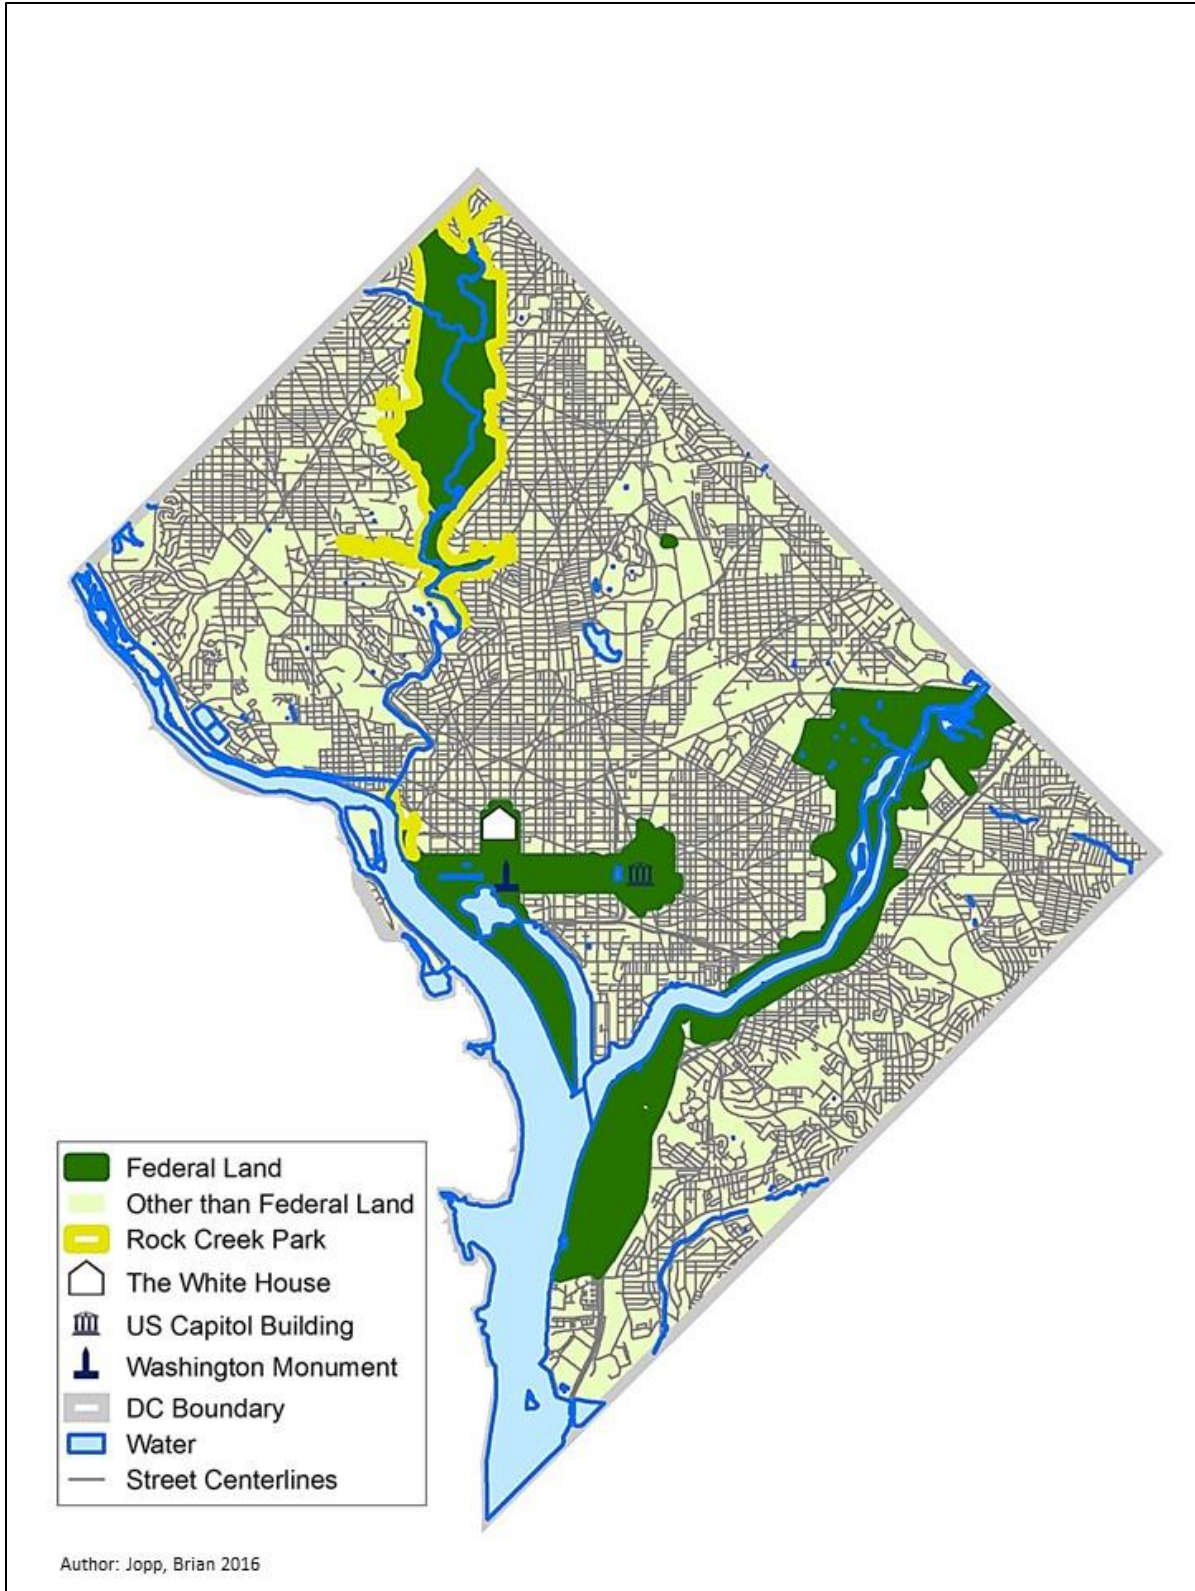 Federal Land
Other than Federal Land
Rock Creek Park
The White House
US Capitol Building
Washington Monument
DC Boundary
Water
Street Centerlines
Author: Jopp, Brian 2016